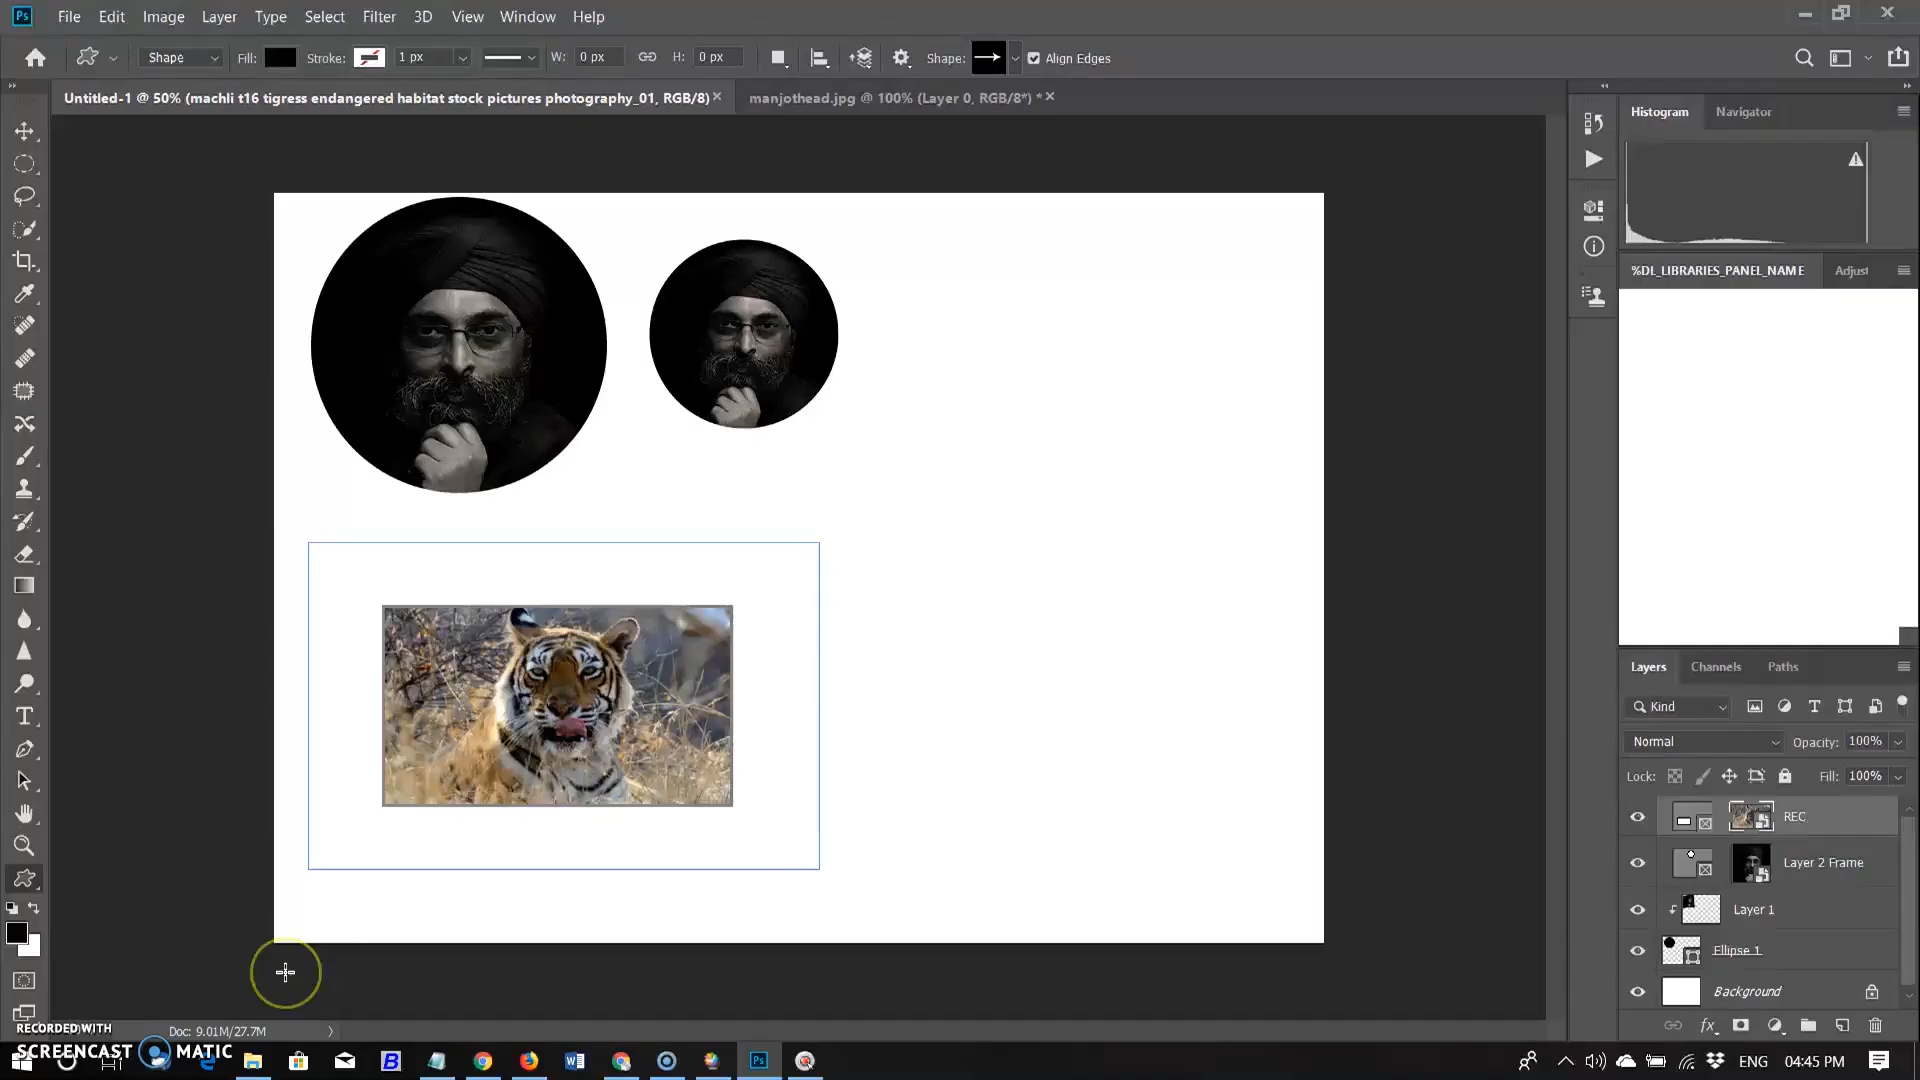 Ps File Edit Image Layer Type Select Filter 3D View Window Help
Shape Fill: Stroke: 1 px W: 0 px H: 0 px Shape: Align Edges
Untitled-1 @ 50% (machli t16 tigress endangered habitat stock pictures photography_01, RGB/8) × manjothead.jpg @ 100% (Layer 0, RGB/8*) * ×
Histogram Navigator
%DL_LIBRARIES_PANEL_NAME Adjust
Layers Channels Paths
Kind
Normal Opacity: 100%
Lock: Fill: 100%
REC
Layer 2 Frame
Layer 1
Ellipse 1
Background
fx
Doc: 9.01M/27.7M
RECORDED WITH
SCREENCAST MATIC
ENG 04:45 PM